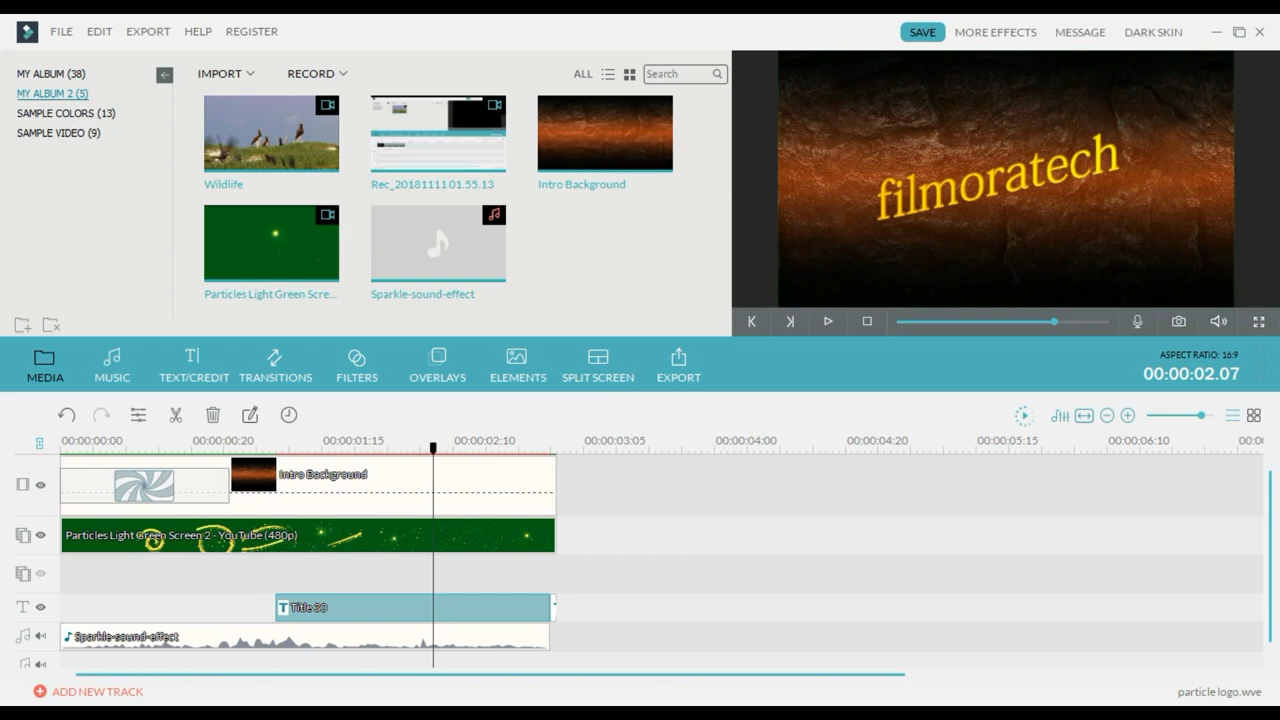 FILE EDIT EXPORT HELP REGISTER SAVE MORE EFFECTS MESSAGE DARK SKIN
MY ALBUM (38)
MY ALBUM 2 (5)
SAMPLE COLORS (13)
SAMPLE VIDEO (9)
IMPORT RECORD ALL Search
Wildlife Rec_20181111 01.55.13 Intro Background
Particles Light Green Scre... Sparkle-sound-effect
filmoratech
MEDIA MUSIC TEXT/CREDIT TRANSITIONS FILTERS OVERLAYS ELEMENTS SPLIT SCREEN EXPORT
ASPECT RATIO: 16:9
00:00:02.07
00:00:00:00 00:00:00:20 00:00:01:15 00:00:02:10 00:00:03:05 00:00:04:00 00:00:04:20 00:00:05:15 00:00:06:10 00:00
Intro Background
Particles Light Green Screen 2 - YouTube (480p)
T Title 30
Sparkle-sound-effect
ADD NEW TRACK
particle logo.wve